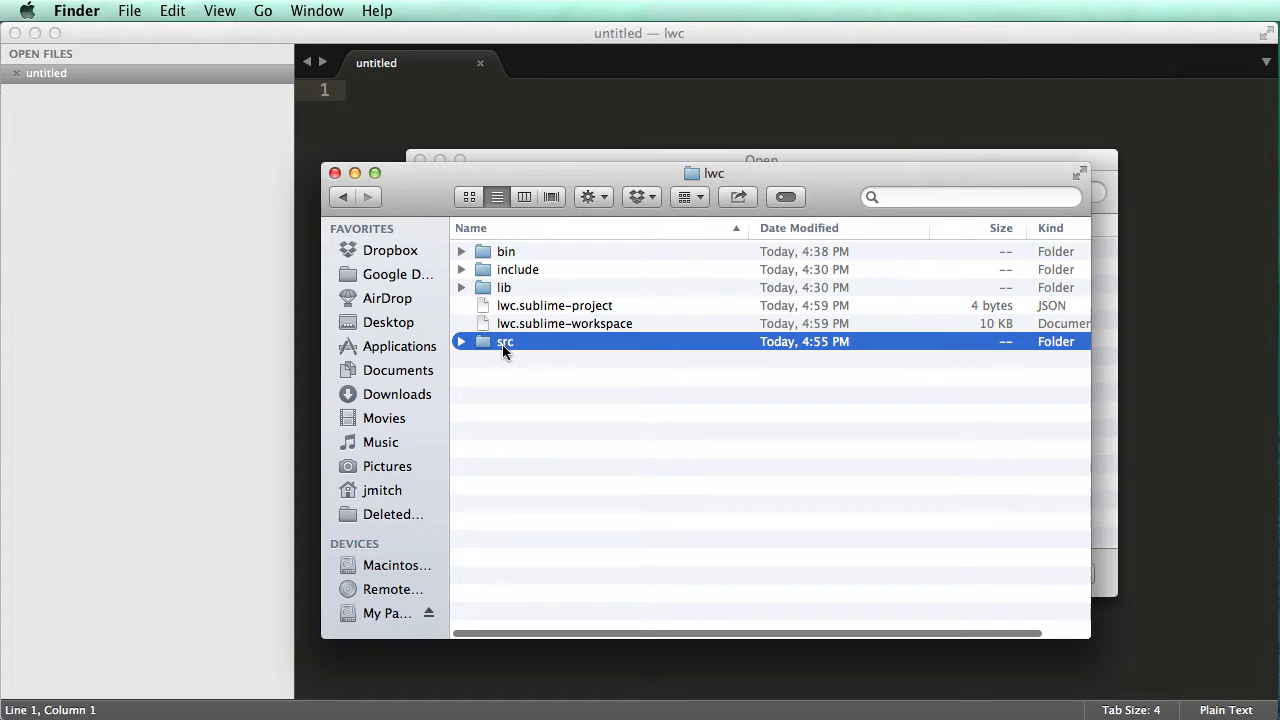 Finder File Edit View Go Window Help
untitled — lwc
OPEN FILES
untitled
untitled
1
Open
lwc
FAVORITES
Dropbox
Google D...
AirDrop
Desktop
Applications
Documents
Downloads
Movies
Music
Pictures
jmitch
Deleted...
DEVICES
Macintos...
Remote...
My Pa...
Name Date Modified Size Kind
bin Today, 4:38 PM -- Folder
include Today, 4:30 PM -- Folder
lib Today, 4:30 PM -- Folder
lwc.sublime-project Today, 4:59 PM 4 bytes JSON
lwc.sublime-workspace Today, 4:59 PM 10 KB Documen
src Today, 4:55 PM -- Folder
Line 1, Column 1
Tab Size: 4 Plain Text